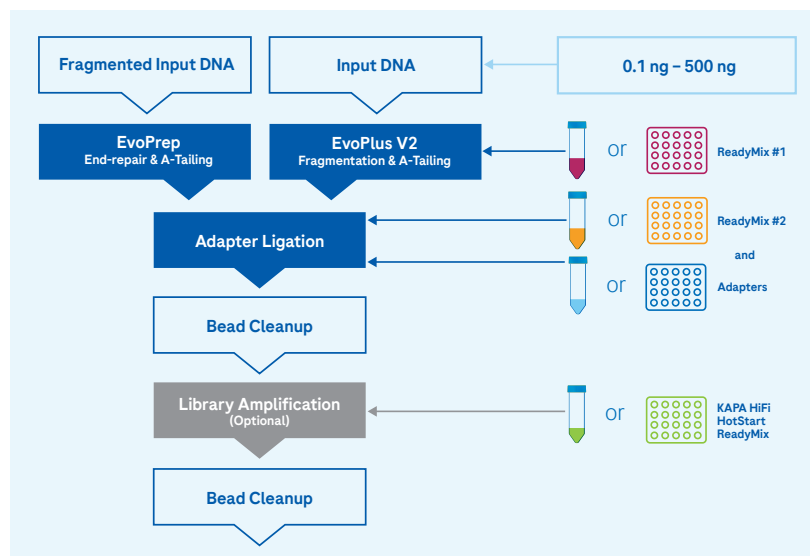 Fragmented Input DNA
Input DNA
0.1 ng – 500 ng
EvoPrep
End-repair & A-Tailing
EvoPlus V2
Fragmentation & A-Tailing
or
ReadyMix #1
Adapter Ligation
or
ReadyMix #2
and
or
Adapters
Bead Cleanup
Library Amplification
(Optional)
or
KAPA HiFi
HotStart
ReadyMix
Bead Cleanup